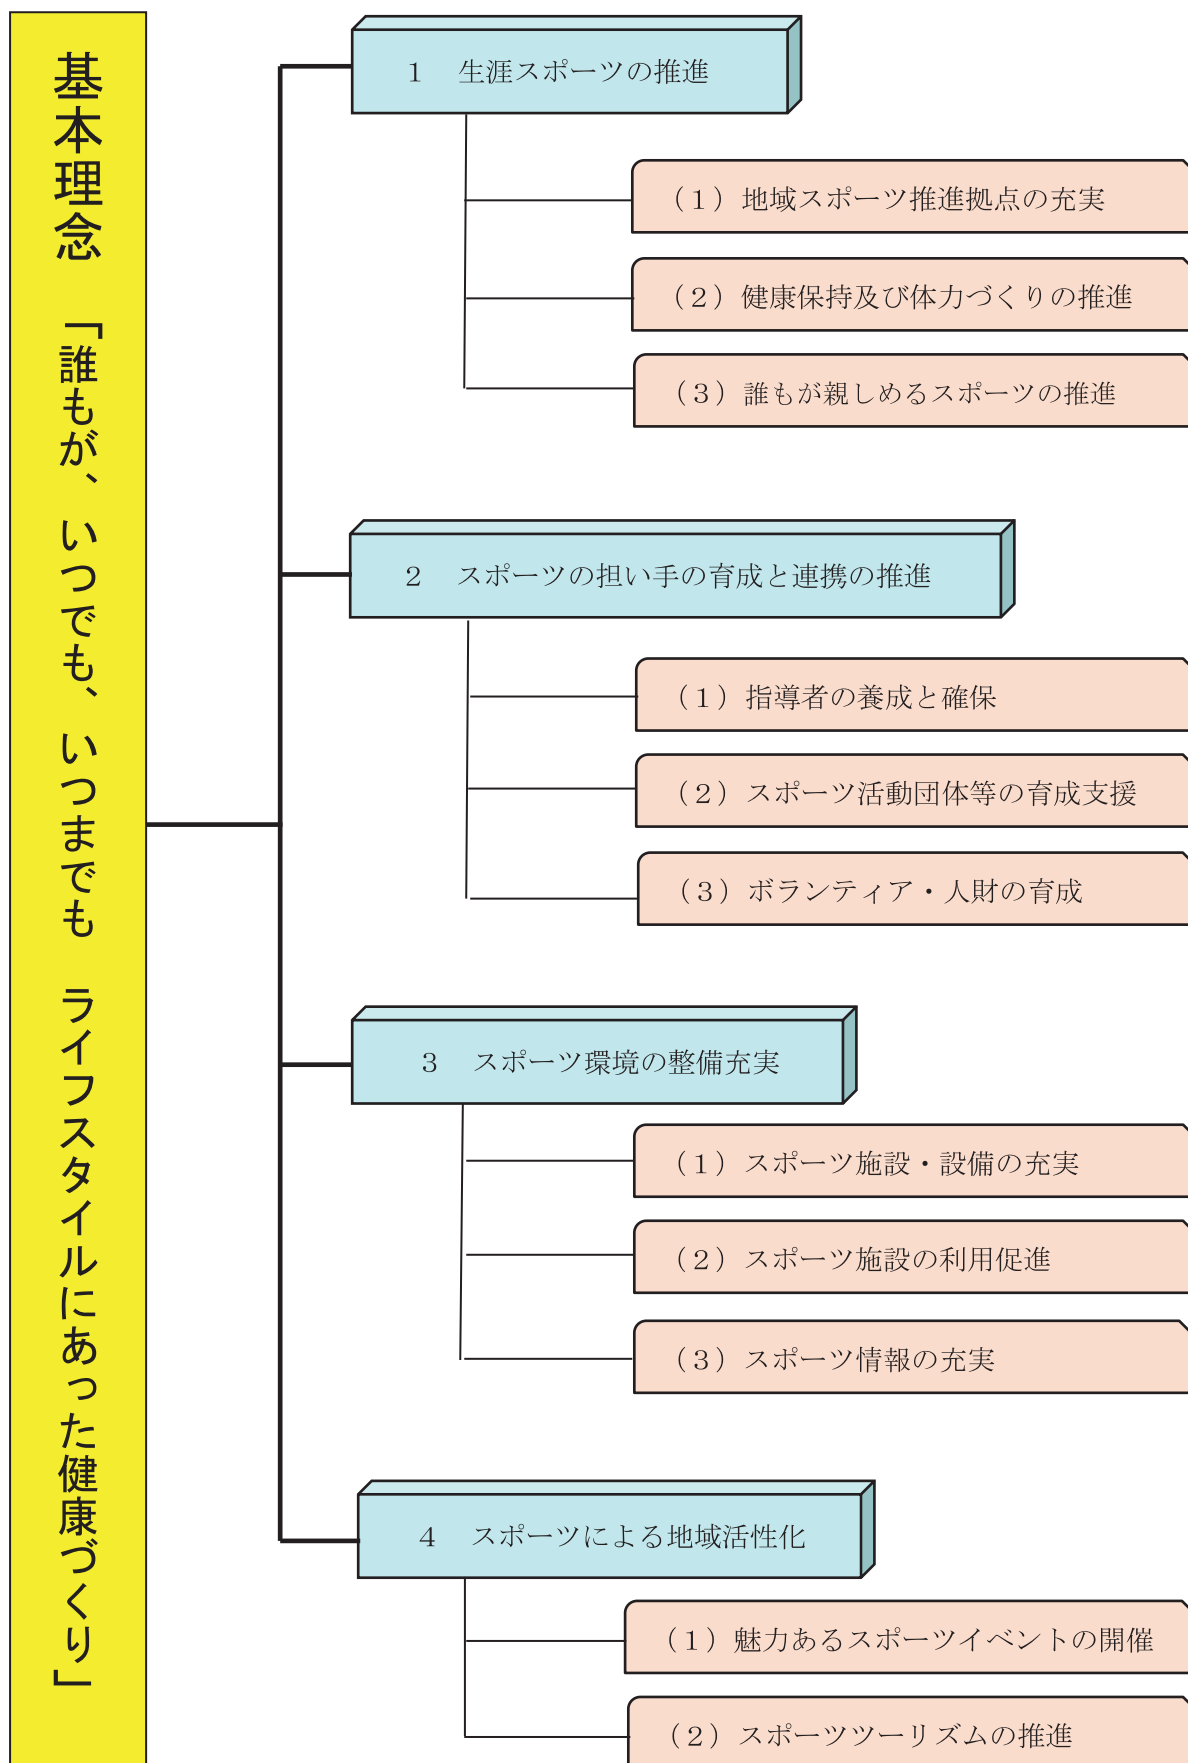 基本理念　「誰もが、いつでも、いつまでも　ライフスタイルにあった健康づくり」
１　生涯スポーツの推進
（１）地域スポーツ推進拠点の充実
（２）健康保持及び体力づくりの推進
（３）誰もが親しめるスポーツの推進
２　スポーツの担い手の育成と連携の推進
（１）指導者の養成と確保
（２）スポーツ活動団体等の育成支援
（３）ボランティア・人財の育成
３　スポーツ環境の整備充実
（１）スポーツ施設・設備の充実
（２）スポーツ施設の利用促進
（３）スポーツ情報の充実
４　スポーツによる地域活性化
（１）魅力あるスポーツイベントの開催
（２）スポーツツーリズムの推進